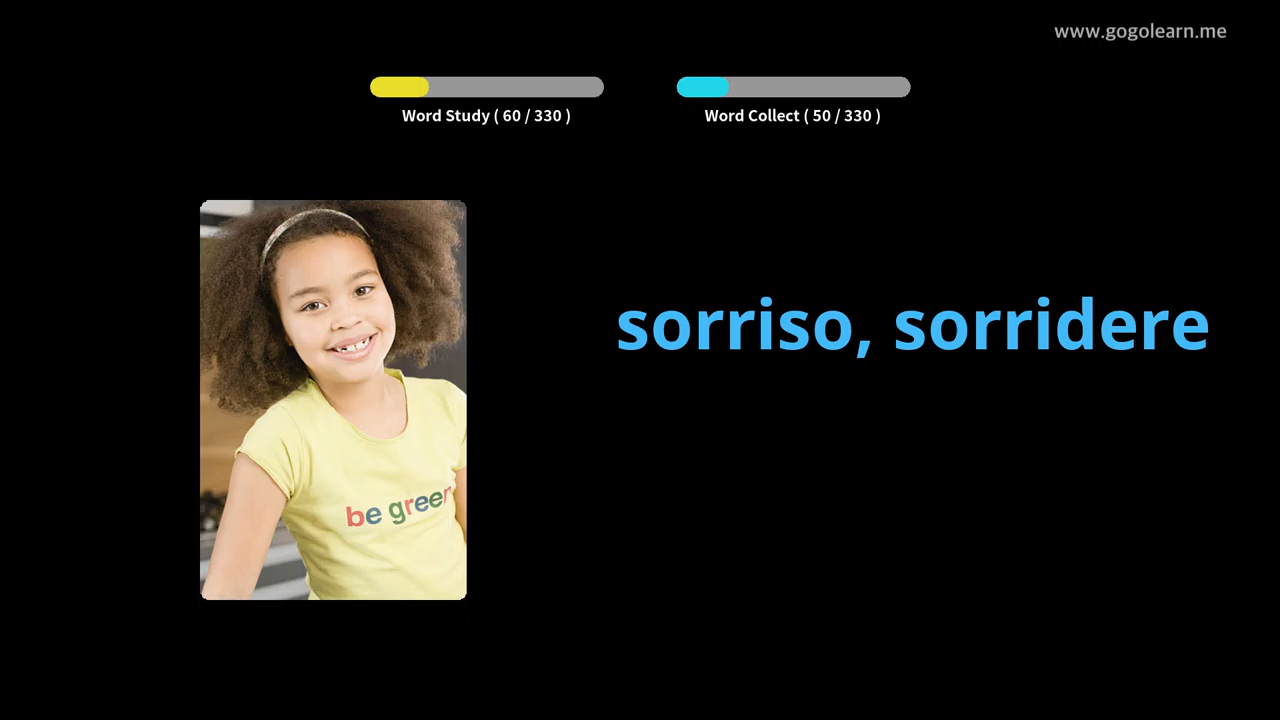 www.gogolearn.me
Word Study ( 60 / 330 )
Word Collect ( 50 / 330 )
sorriso, sorridere
be green